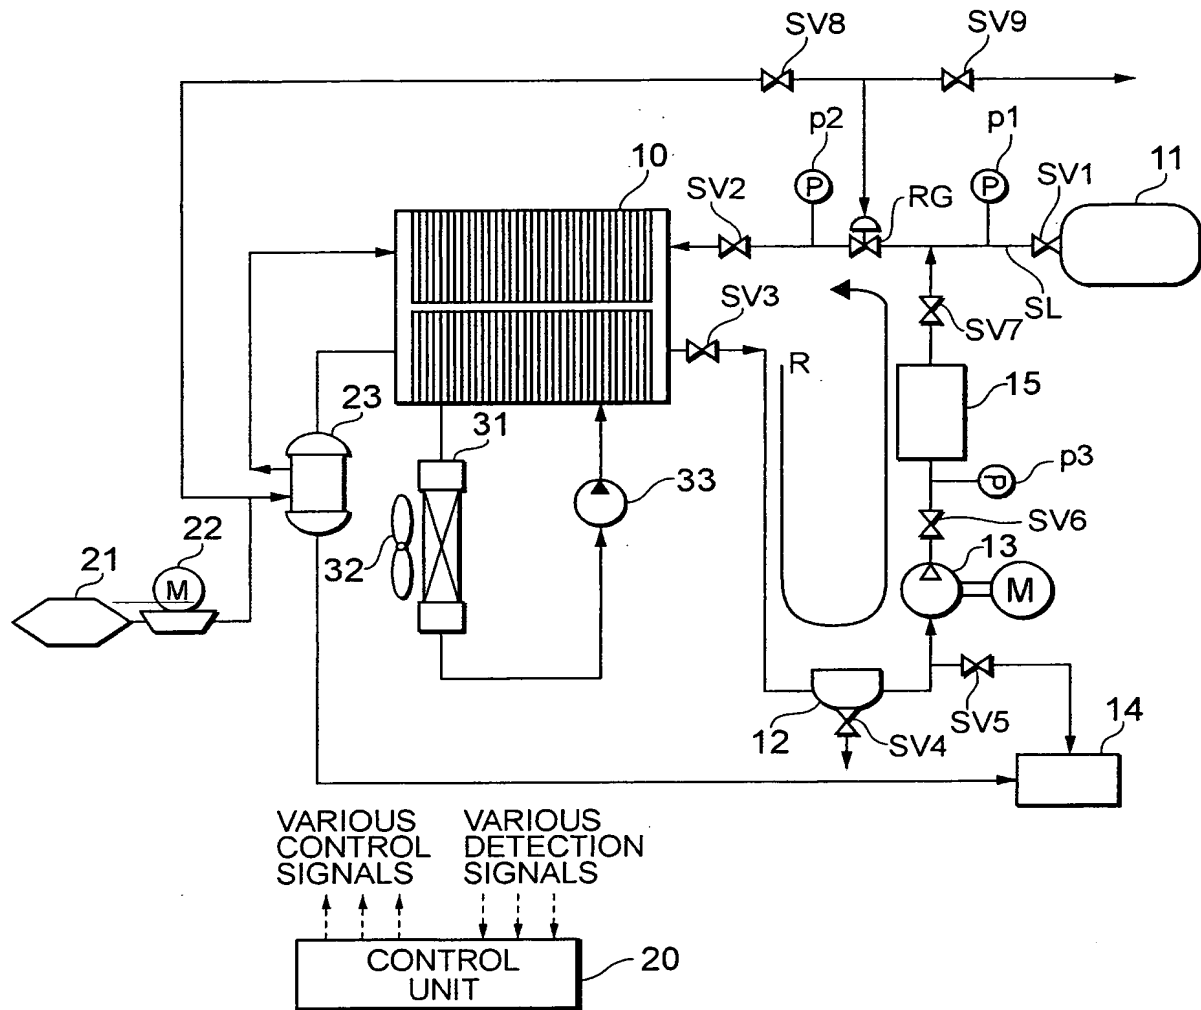 SV8
SV9
p2
p1
10
SV2
P
RG
P
SV1
11
SV3
SL
SV7
R
15
23
31
33
p3
P
22
SV6
32
13
21
M
M
12
SV4
SV5
14
VARIOUS
CONTROL
SIGNALS
VARIOUS
DETECTION
SIGNALS
CONTROL
UNIT
20